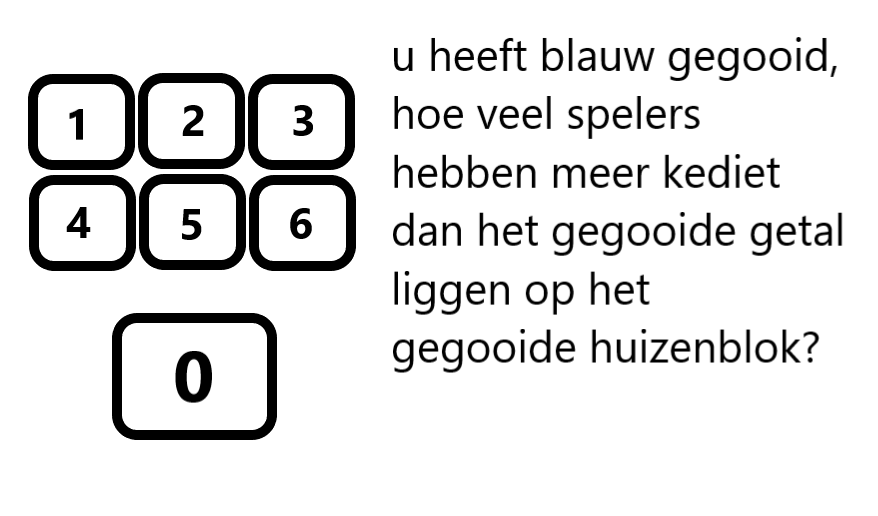 1 2 3
4 5 6
0
u heeft blauw gegooid,
hoe veel spelers
hebben meer kediet
dan het gegooide getal
liggen op het
gegooide huizenblok?